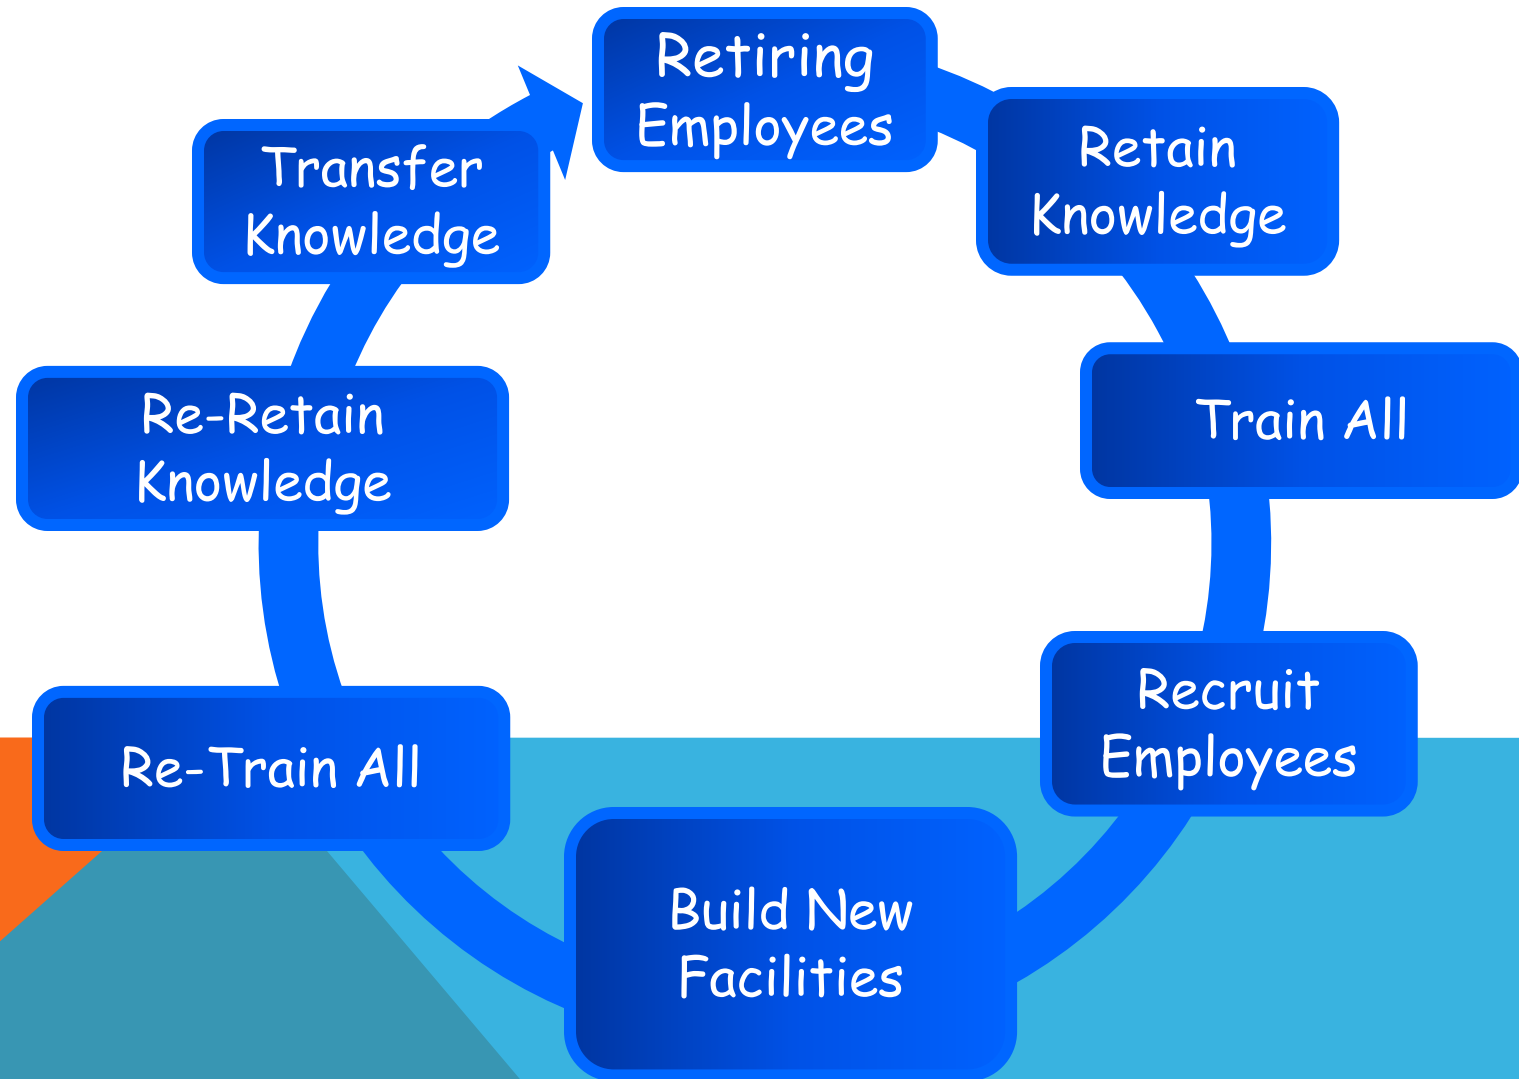 Retiring
Employees
Retain
Knowledge
Train All
Recruit
Employees
Build New
Facilities
Re-Train All
Re-Retain
Knowledge
Transfer
Knowledge